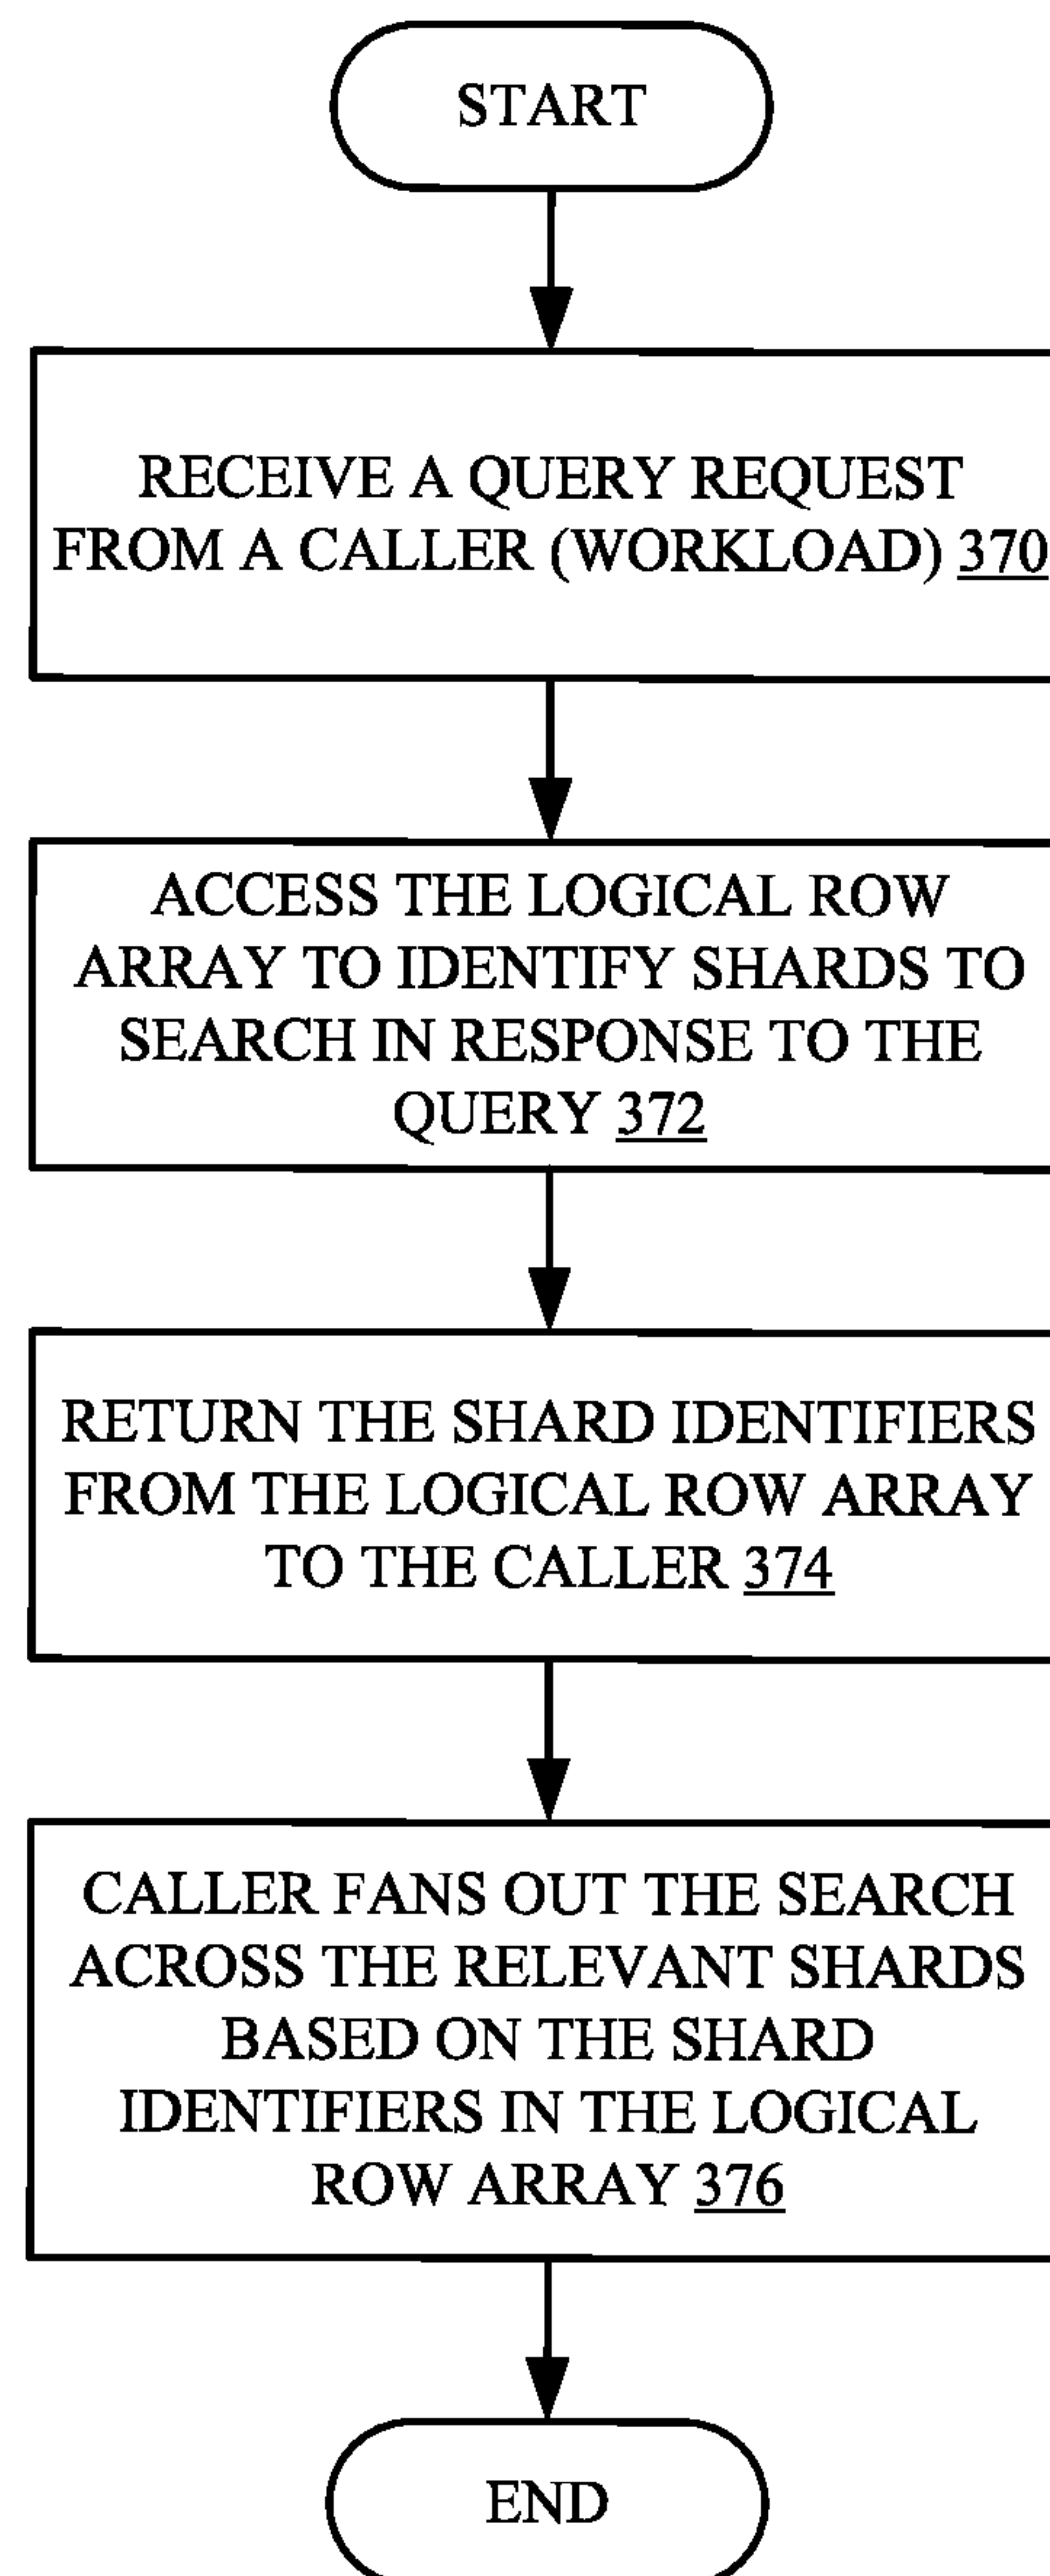 START
RECEIVE A QUERY REQUEST
FROM A CALLER (WORKLOAD) 370
ACCESS THE LOGICAL ROW
ARRAY TO IDENTIFY SHARDS TO
SEARCH IN RESPONSE TO THE
QUERY 372
RETURN THE SHARD IDENTIFIERS
FROM THE LOGICAL ROW ARRAY
TO THE CALLER 374
CALLER FANS OUT THE SEARCH
ACROSS THE RELEVANT SHARDS
BASED ON THE SHARD
IDENTIFIERS IN THE LOGICAL
ROW ARRAY 376
END